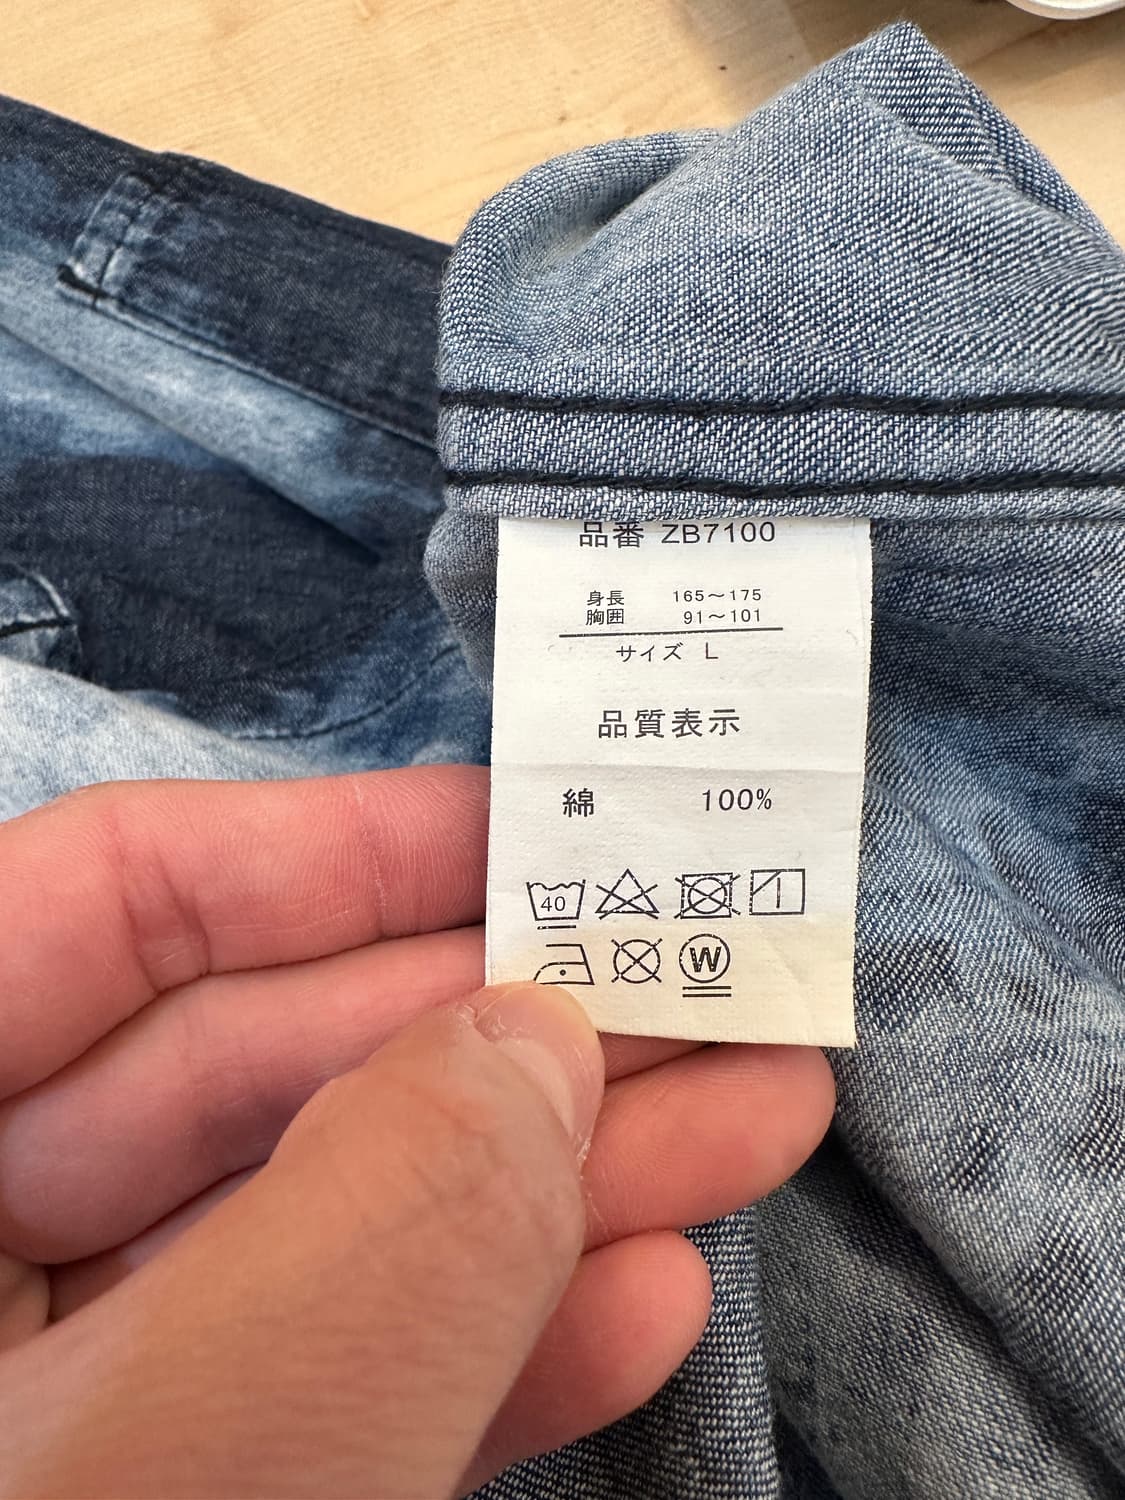 品番 ZB7100
身長 165～175
胸囲 91～101
サイズ L
品質表示
綿 100%
40
W